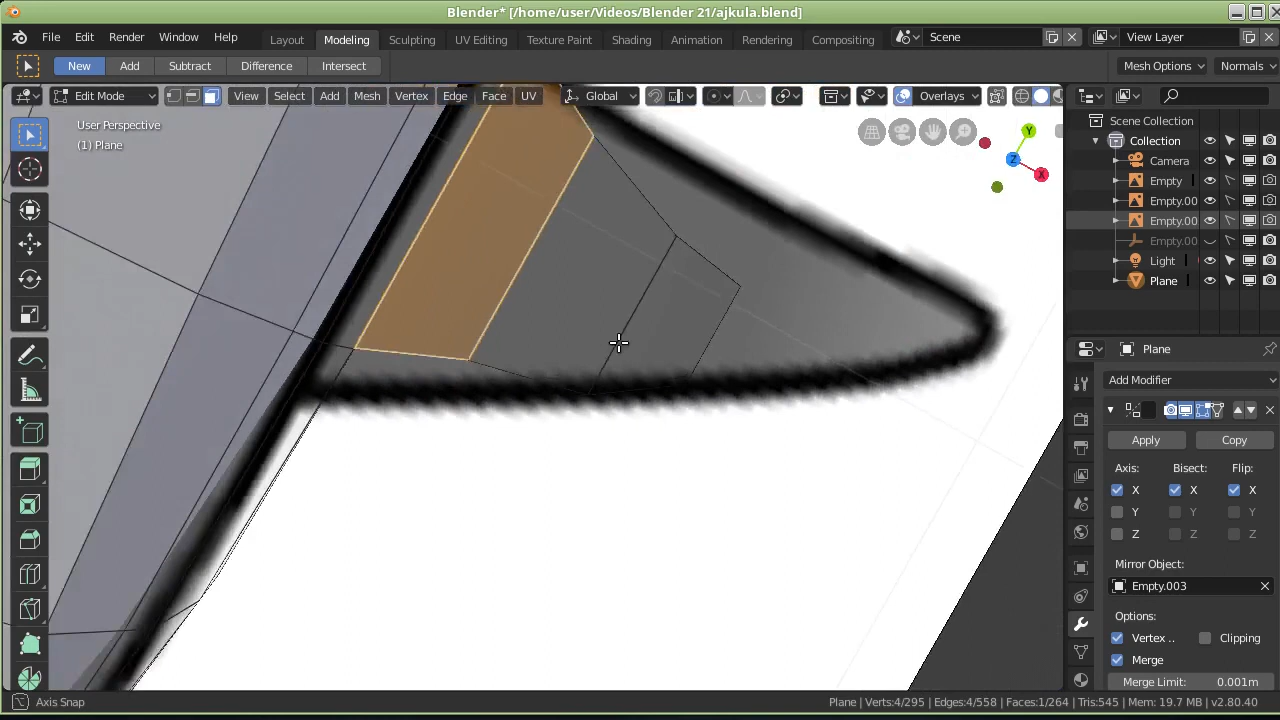 Blender* [/home/user/Videos/Blender 21/ajkula.blend]
File Edit Render Window Help Layout Modeling Sculpting UV Editing Texture Paint Shading Animation Rendering Compositing Scene View Layer
New Add Subtract Difference Intersect Mesh Options Normals
Edit Mode View Select Add Mesh Vertex Edge Face UV Global Overlays
User Perspective
(1) Plane
Y
Z
X
Scene Collection
Collection
Camera
Empty
Empty.00
Empty.00
Empty.00
Light
Plane
Plane
Add Modifier
Apply Copy
Axis: Bisect: Flip:
X X X
Y Y Y
Z Z Z
Mirror Object:
Empty.003
Options:
Vertex .. Clipping
Merge
Merge Limit: 0.001m
Axis Snap Plane | Verts:4/295 | Edges:4/558 | Faces:1/264 | Tris:545 | Mem: 19.7 MB | v2.80.40